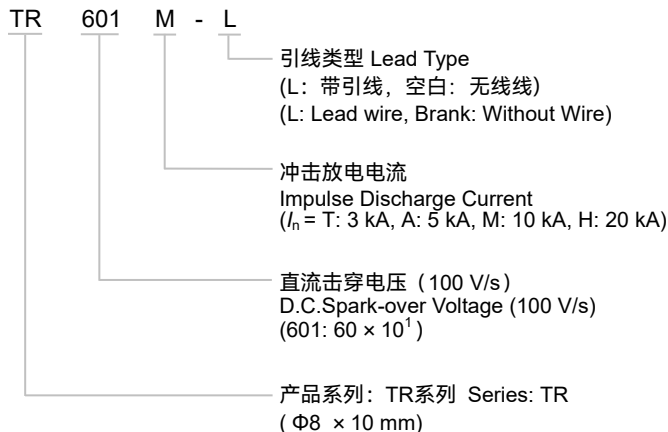 TR 601 M - L
引线类型 Lead Type
(L：带引线，空白：无线线)
(L: Lead wire, Brank: Without Wire)
冲击放电电流
Impulse Discharge Current
(Iₙ = T: 3 kA, A: 5 kA, M: 10 kA, H: 20 kA)
直流击穿电压（100 V/s）
D.C.Spark-over Voltage (100 V/s)
(601: 60 × 10¹)
产品系列：TR系列 Series: TR
( Φ8 × 10 mm)